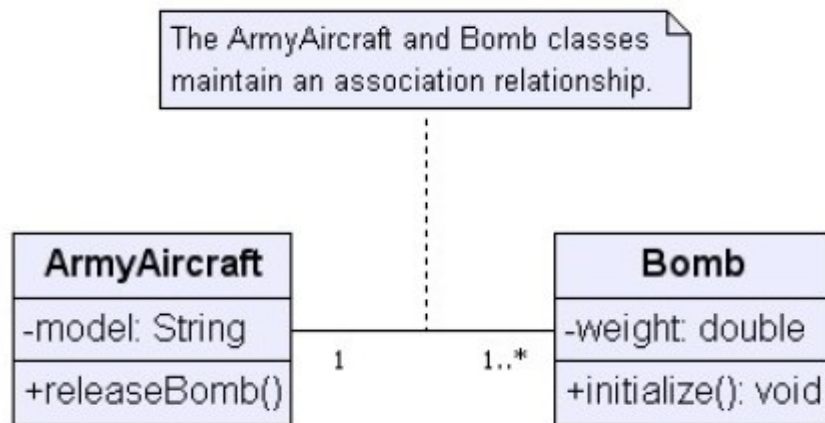 The ArmyAircraft and Bomb classes
maintain an association relationship.
ArmyAircraft
-model: String
+releaseBomb()
1
1..*
Bomb
-weight: double
+initialize(): void